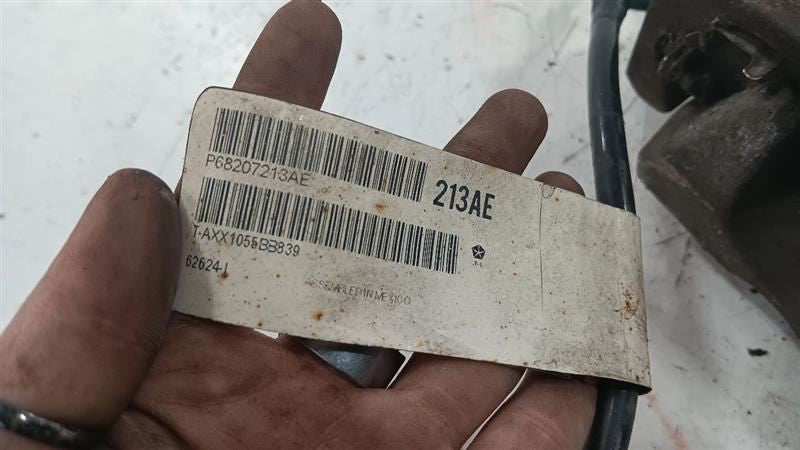 P68207213AE
213AE
T-AXX1055BB839
62624-I
ASSEMBLED IN MEXICO